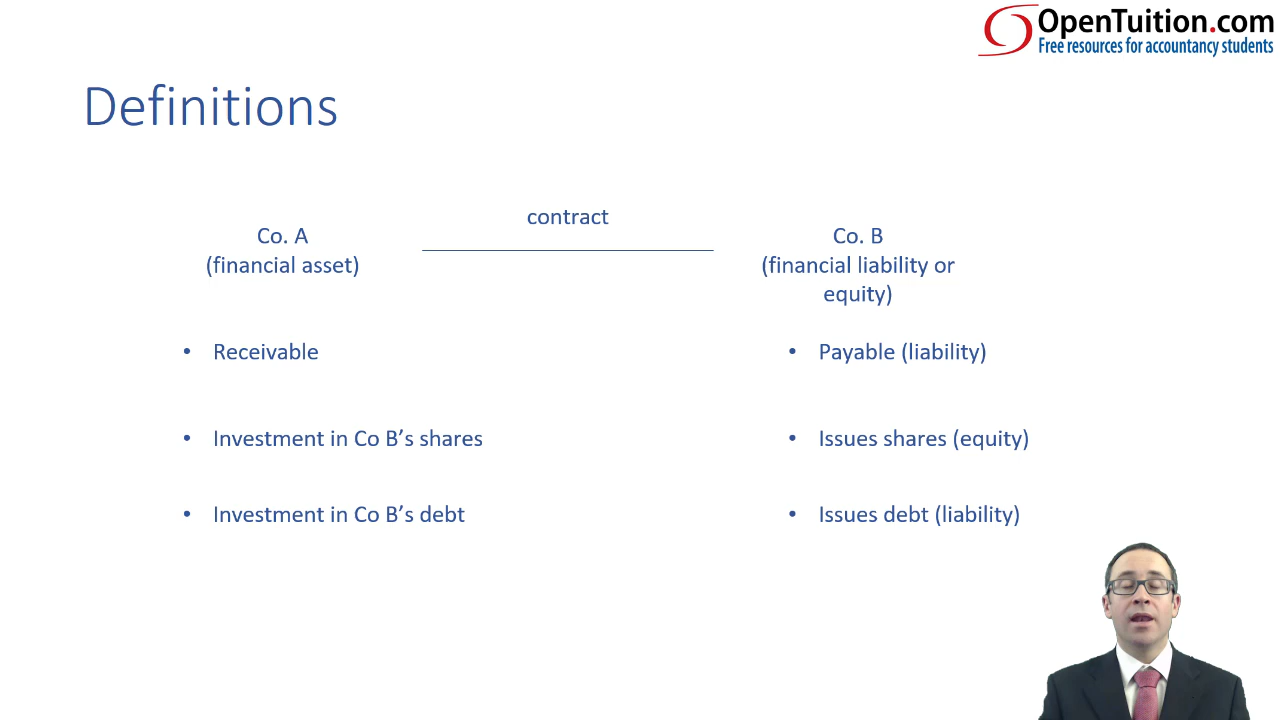 OpenTuition.com
Free resources for accountancy students
Definitions
contract
Co. A
(financial asset)
Co. B
(financial liability or
equity)
• Receivable
• Payable (liability)
• Investment in Co B’s shares
• Issues shares (equity)
• Investment in Co B’s debt
• Issues debt (liability)